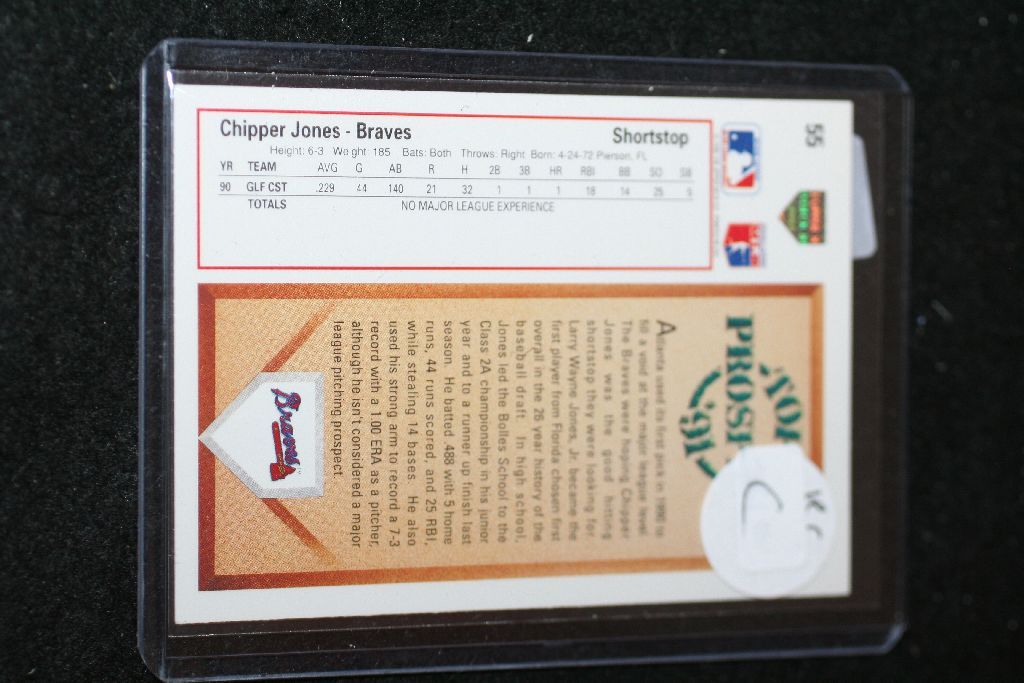 55
Chipper Jones - Braves Shortstop
Height: 6-3 Weight: 185 Bats: Both Throws: Right Born: 4-24-72 Pierson, FL
YR TEAM AVG G AB R H 2B 3B HR RBI BB SO SB
90 GLF CST .229 44 140 21 32 1 1 1 18 14 25 5
TOTALS NO MAJOR LEAGUE EXPERIENCE
TOP
PROSP
'91
Atlanta used its first pick in 1990 to
fill a void at the major league level.
The Braves were hoping Chipper
Jones was the good hitting
shortstop they were looking for.
Larry Wayne Jones, Jr. became the
first player from Florida chosen first
overall in the 26 year history of the
baseball draft. In high school,
Jones led the Bolles School to the
Class 2A championship in his junior
year and to a runner up finish last
season. He batted .488 with 5 home
runs, 44 runs scored, and 25 RBI,
while stealing 14 bases. He also
used his strong arm to record a 7-3
record with a 1.00 ERA as a pitcher,
although he isn't considered a major
league pitching prospect.
Braves